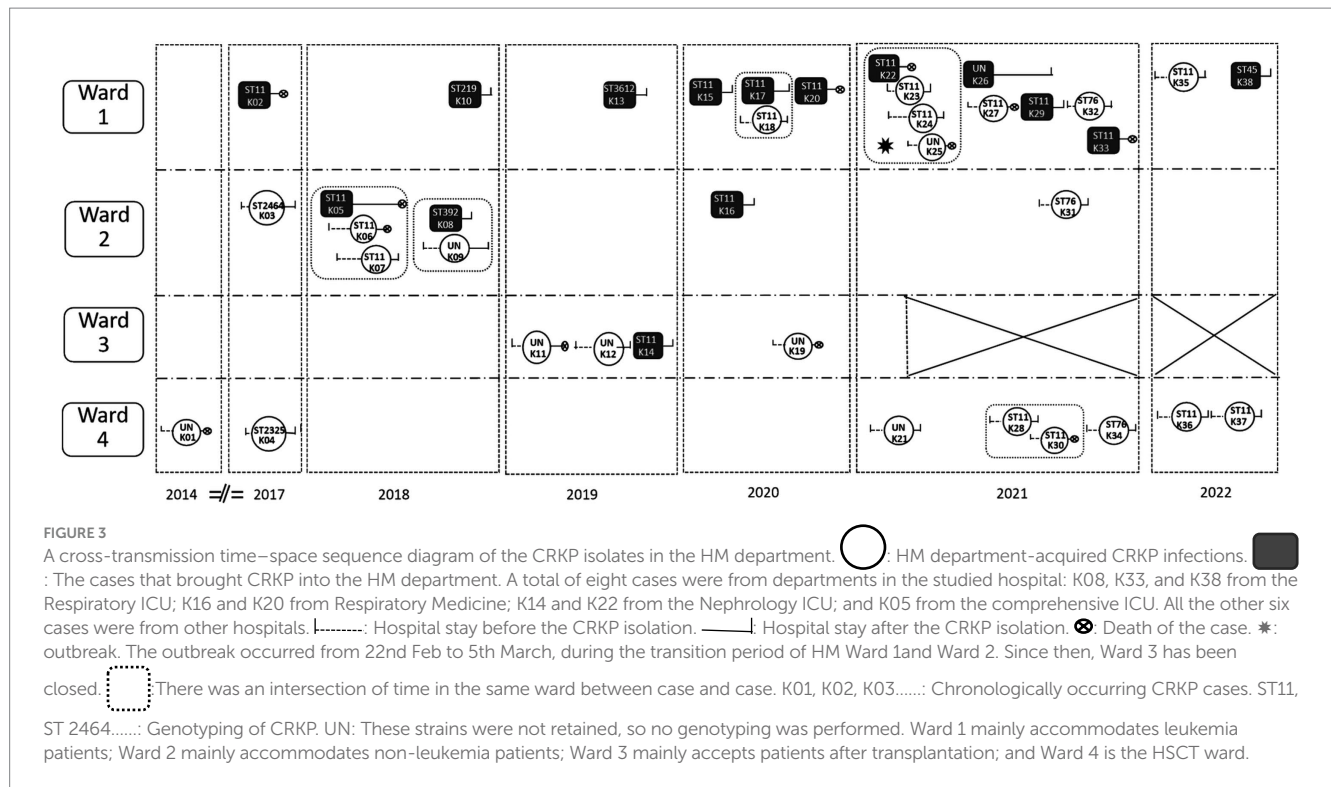 Ward
1
ST11
K02
ST219
K10
ST3612
K13
ST11
K15
ST11
K17
ST11
K18
ST11
K20
ST11
K22
ST11
K23
ST11
K24
UN
K25
UN
K26
ST11
K27
ST11
K29
ST76
K32
ST11
K33
ST11
K35
ST45
K38
Ward
2
ST2464
K03
ST11
K05
ST11
K06
ST11
K07
ST392
K08
UN
K09
ST11
K16
ST76
K31
Ward
3
UN
K11
UN
K12
ST11
K14
UN
K19
Ward
4
UN
K01
ST2325
K04
UN
K21
ST11
K28
ST11
K30
ST76
K34
ST11
K36
ST11
K37
2014 =//= 2017 2018 2019 2020 2021 2022
FIGURE 3
A cross-transmission time–space sequence diagram of the CRKP isolates in the HM department. : HM department-acquired CRKP infections.
: The cases that brought CRKP into the HM department. A total of eight cases were from departments in the studied hospital: K08, K33, and K38 from the
Respiratory ICU; K16 and K20 from Respiratory Medicine; K14 and K22 from the Nephrology ICU; and K05 from the comprehensive ICU. All the other six
cases were from other hospitals. : Hospital stay before the CRKP isolation. : Hospital stay after the CRKP isolation. : Death of the case. :
outbreak. The outbreak occurred from 22nd Feb to 5th March, during the transition period of HM Ward 1and Ward 2. Since then, Ward 3 has been
closed. :There was an intersection of time in the same ward between case and case. K01, K02, K03......: Chronologically occurring CRKP cases. ST11,
ST 2464......: Genotyping of CRKP. UN: These strains were not retained, so no genotyping was performed. Ward 1 mainly accommodates leukemia
patients; Ward 2 mainly accommodates non-leukemia patients; Ward 3 mainly accepts patients after transplantation; and Ward 4 is the HSCT ward.